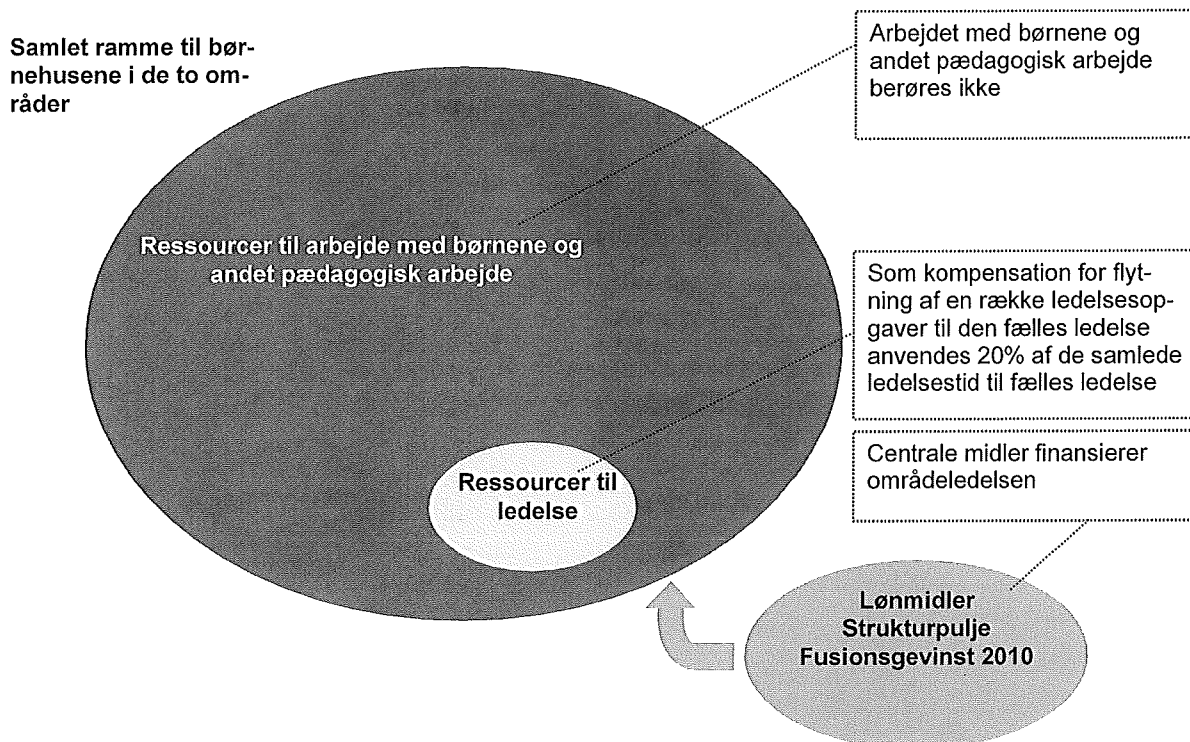 Samlet ramme til bør-
nehusene i de to om-
råder
Arbejdet med børnene og
andet pædagogisk arbejde
berøres ikke
Ressourcer til arbejde med børnene og
andet pædagogisk arbejde
Som kompensation for flyt-
ning af en række ledelsesop-
gaver til den fælles ledelse
anvendes 20% af de samlede
ledelsestid til fælles ledelse
Ressourcer til
ledelse
Centrale midler finansierer
områdeledelsen
Lønmidler
Strukturpulje
Fusionsgevinst 2010